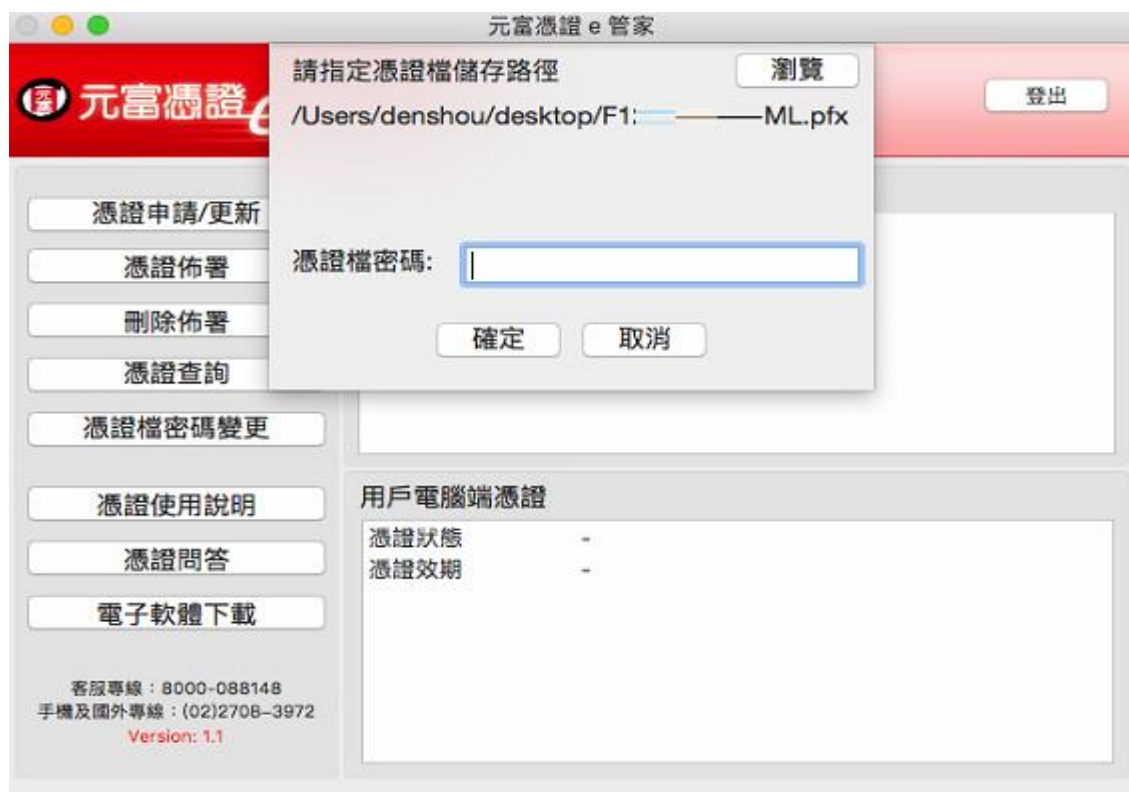 元富憑證 e 管家
元富 元富憑證e
登出
請指定憑證檔儲存路徑
瀏覽
/Users/denshou/desktop/F1 ML.pfx
憑證檔密碼:
確定
取消
憑證申請/更新
憑證佈署
刪除佈署
憑證查詢
憑證檔密碼變更
憑證使用說明
憑證問答
電子軟體下載
客服專線：8000-088148
手機及國外專線：(02)2708-3972
Version: 1.1
用戶電腦端憑證
憑證狀態 -
憑證效期 -